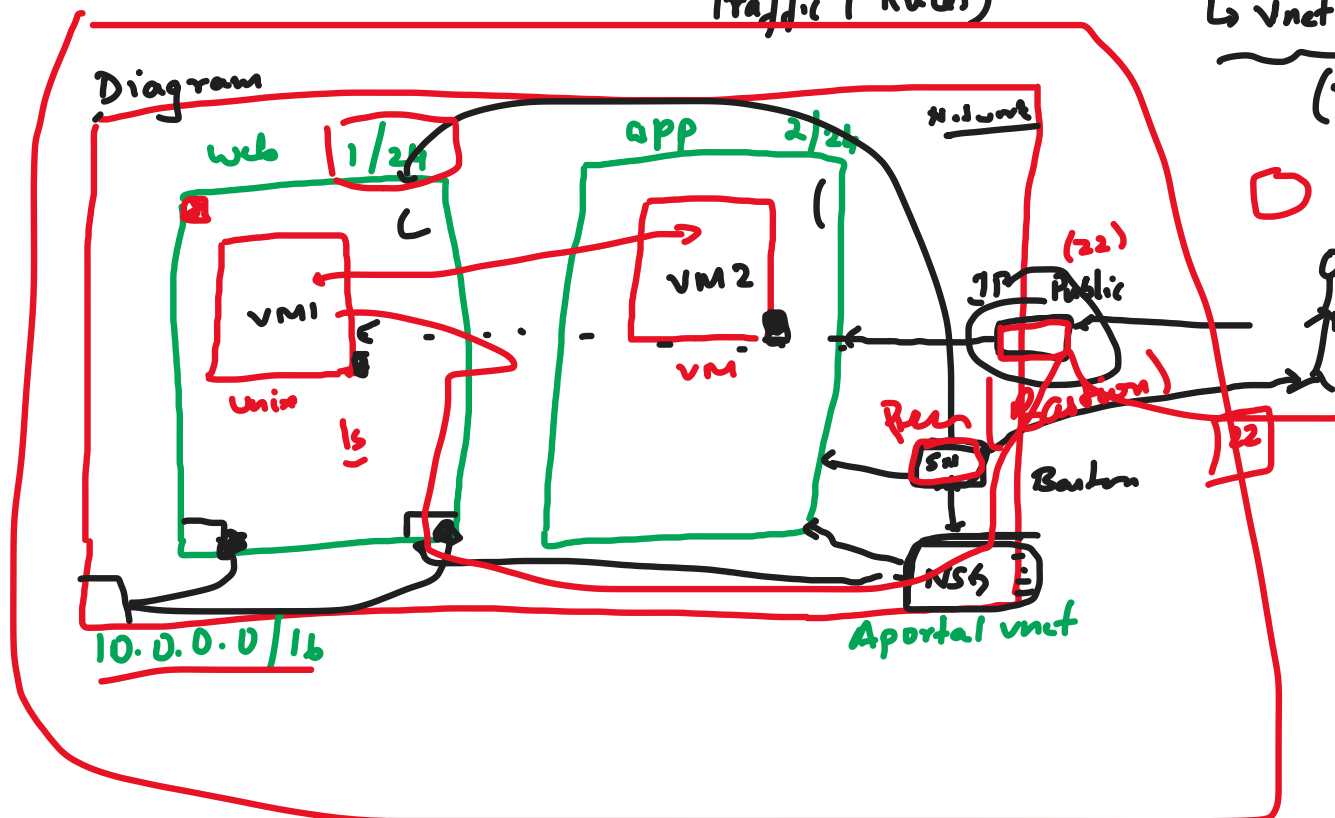 Traffic ( Rules)
↳ Vnet
Diagram
web
1/24
app
2/24
(22)
IP
Public
VM1
VM2
Unix
VM
ls
22
SN
Bastion
NSG
Aportal vnet
10.0.0.0/16